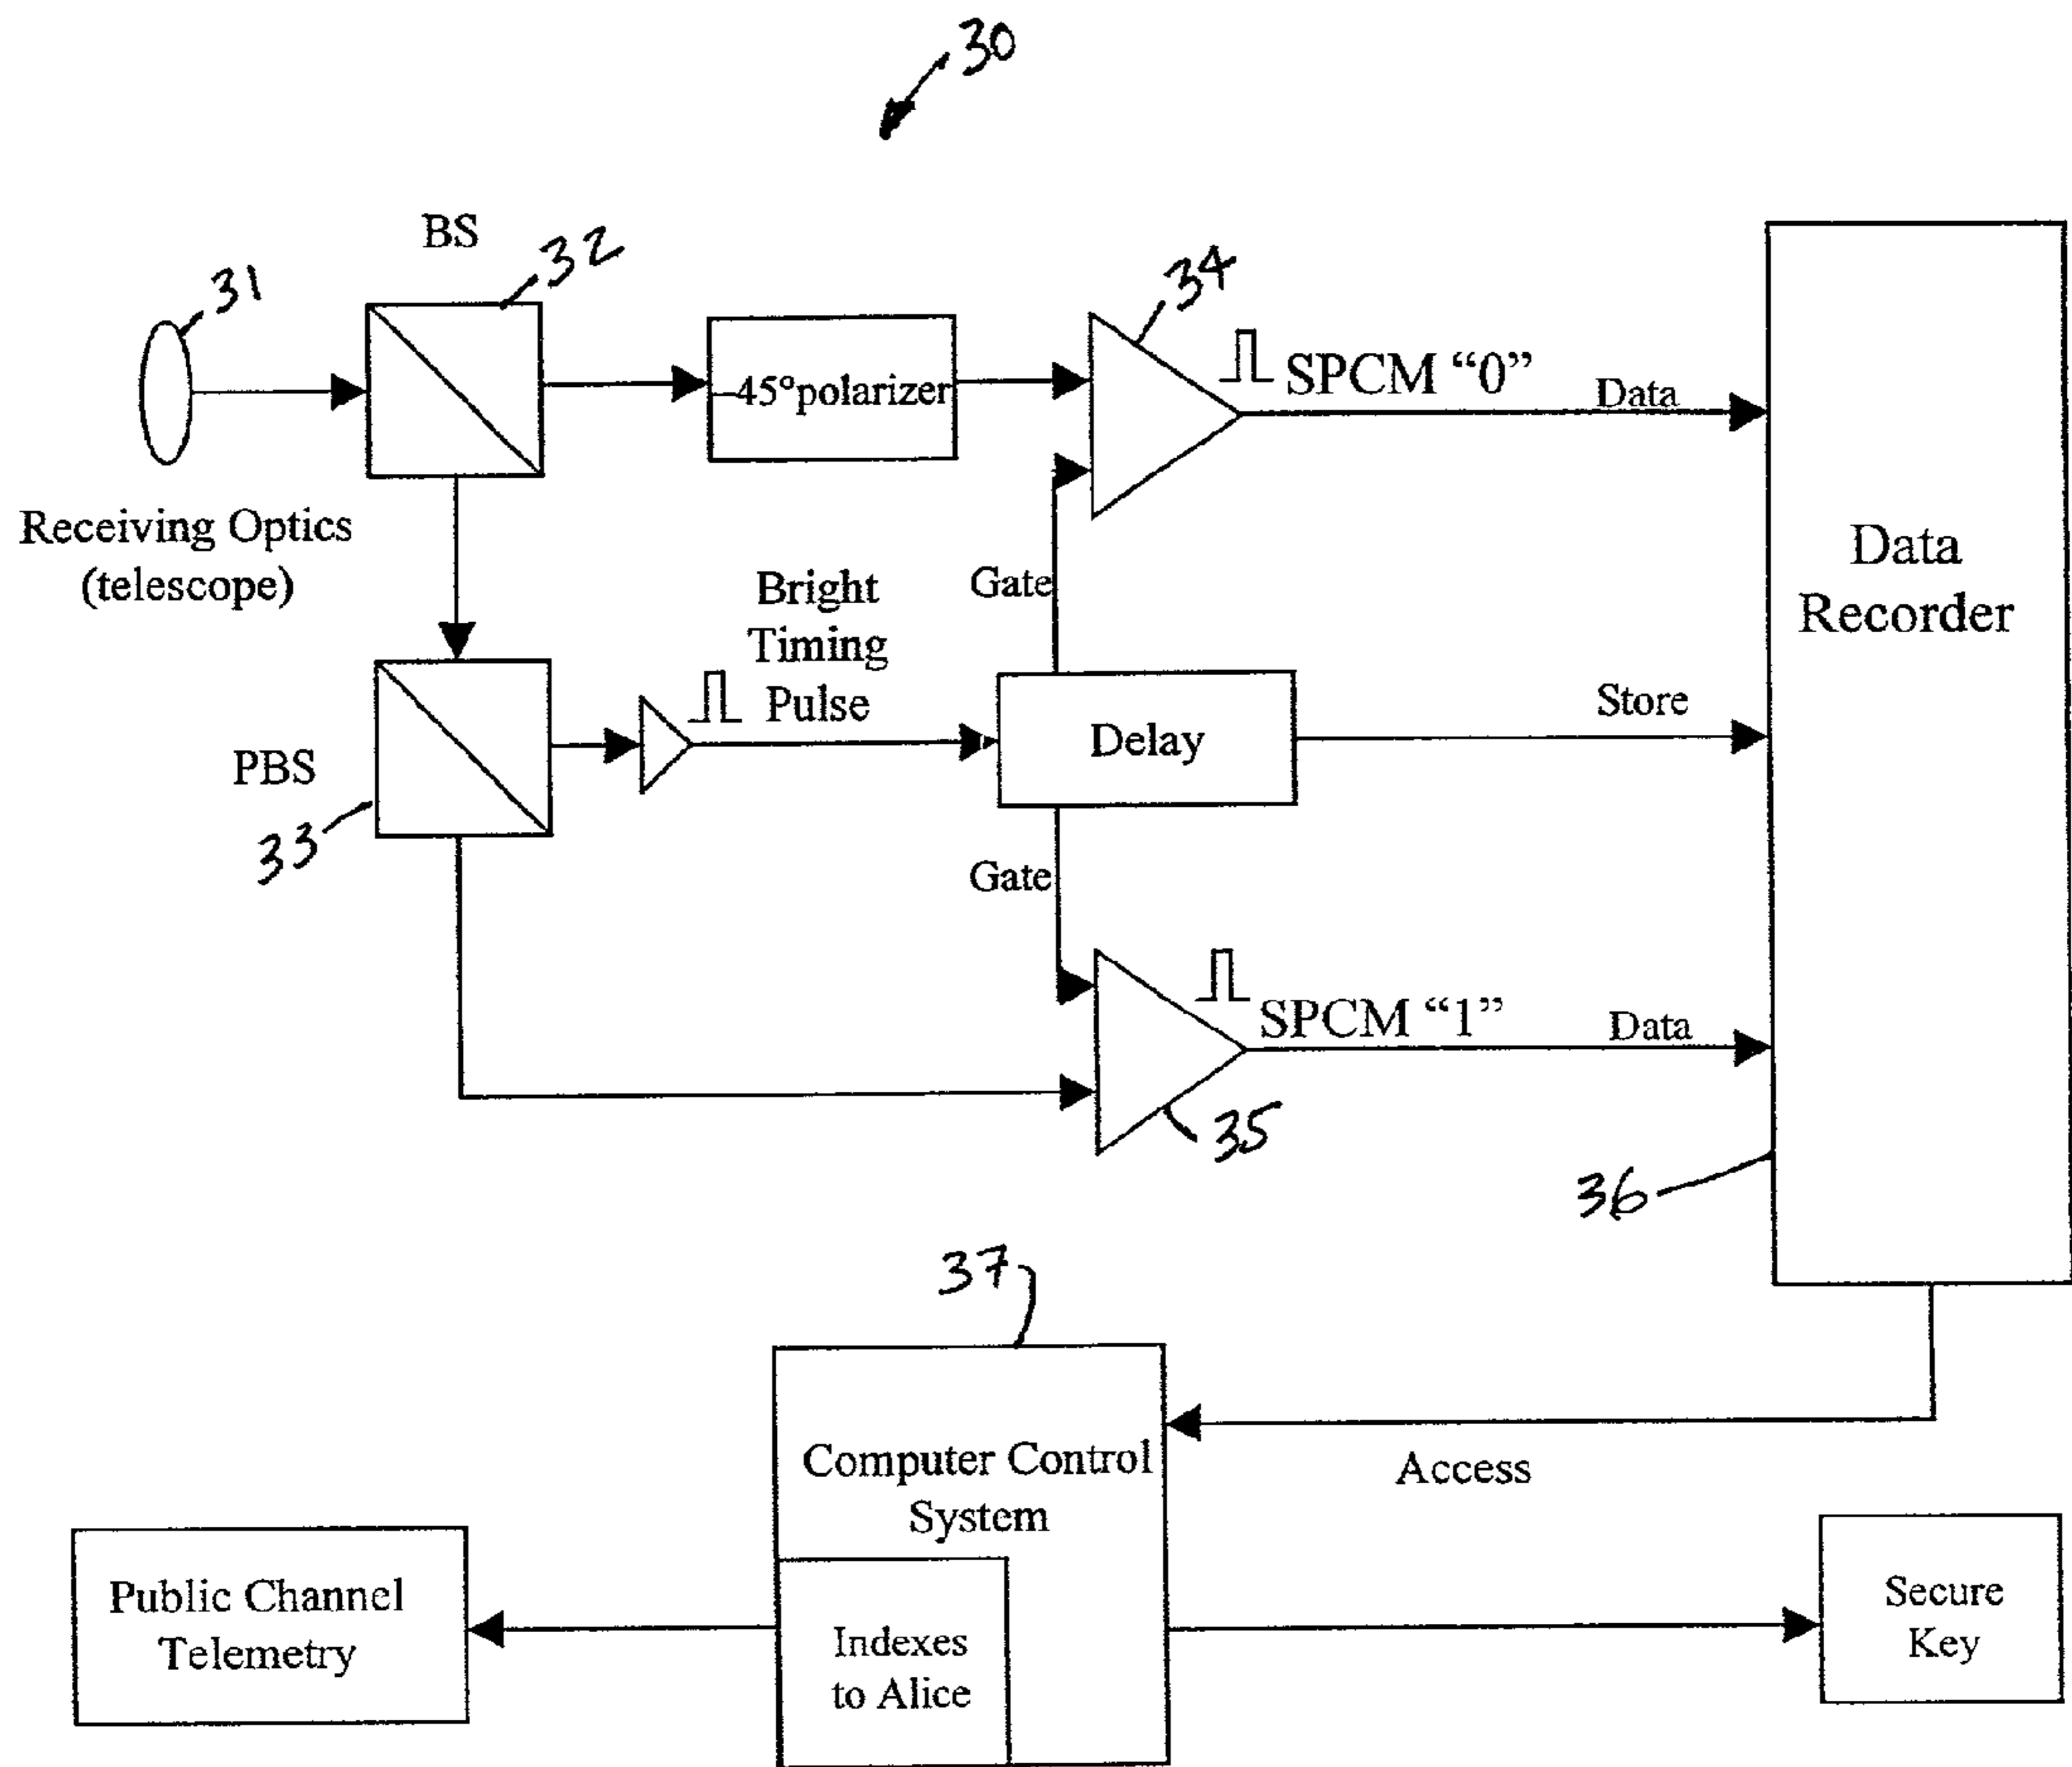 30
BS
32
31
34
–45°polarizer
SPCM “0”
Data
Receiving Optics
(telescope)
Data
Recorder
Gate
Bright
Timing
Pulse
Delay
Store
PBS
33
Gate
SPCM “1”
Data
35
36
37
Computer Control
System
Access
Public Channel
Telemetry
Indexes
to Alice
Secure
Key